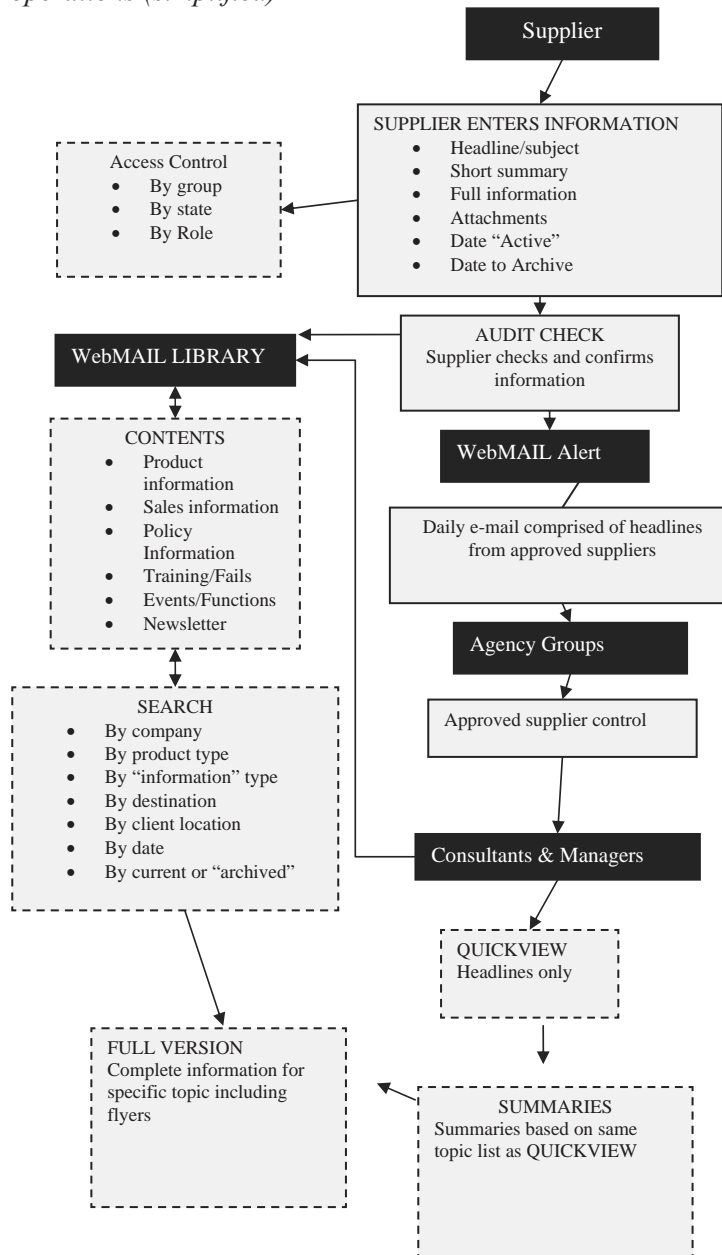 Supplier
SUPPLIER ENTERS INFORMATION
• Headline/subject
• Short summary
• Full information
• Attachments
• Date “Active”
• Date to Archive
Access Control
• By group
• By state
• By Role
AUDIT CHECK
Supplier checks and confirms
information
WebMAIL LIBRARY
CONTENTS
• Product
information
• Sales information
• Policy
Information
• Training/Fails
• Events/Functions
• Newsletter
WebMAIL Alert
Daily e-mail comprised of headlines
from approved suppliers
Agency Groups
Approved supplier control
SEARCH
• By company
• By product type
• By “information” type
• By destination
• By client location
• By date
• By current or “archived”
Consultants & Managers
QUICKVIEW
Headlines only
FULL VERSION
Complete information for
specific topic including
flyers
SUMMARIES
Summaries based on same
topic list as QUICKVIEW